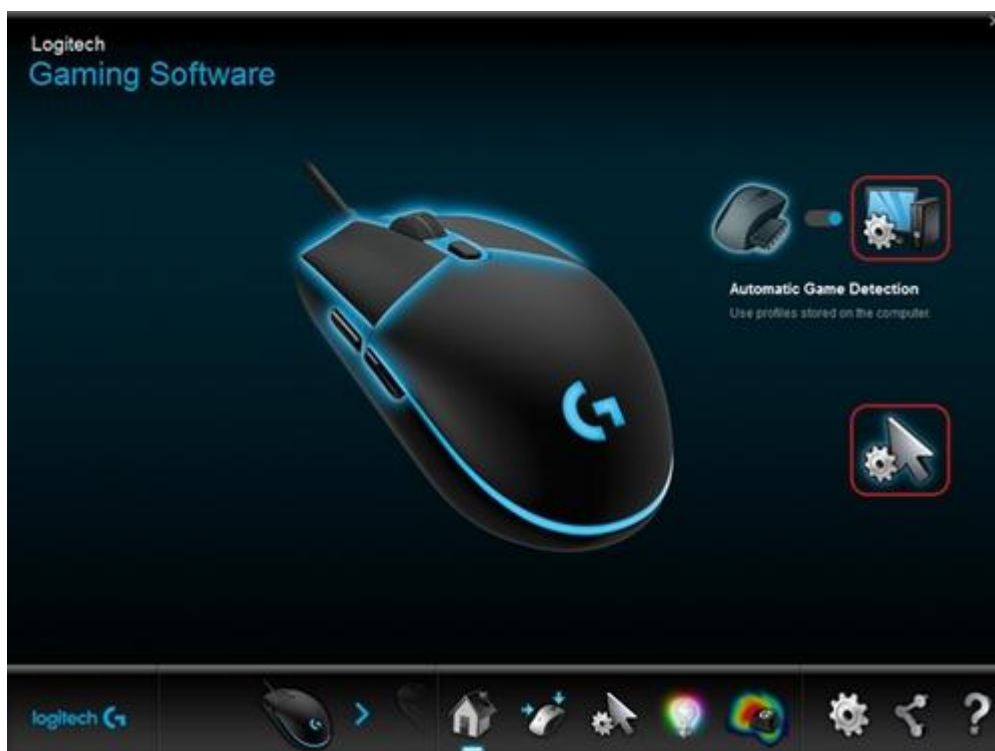 Logitech
Gaming Software
Automatic Game Detection
Use profiles stored on the computer.
logitech G